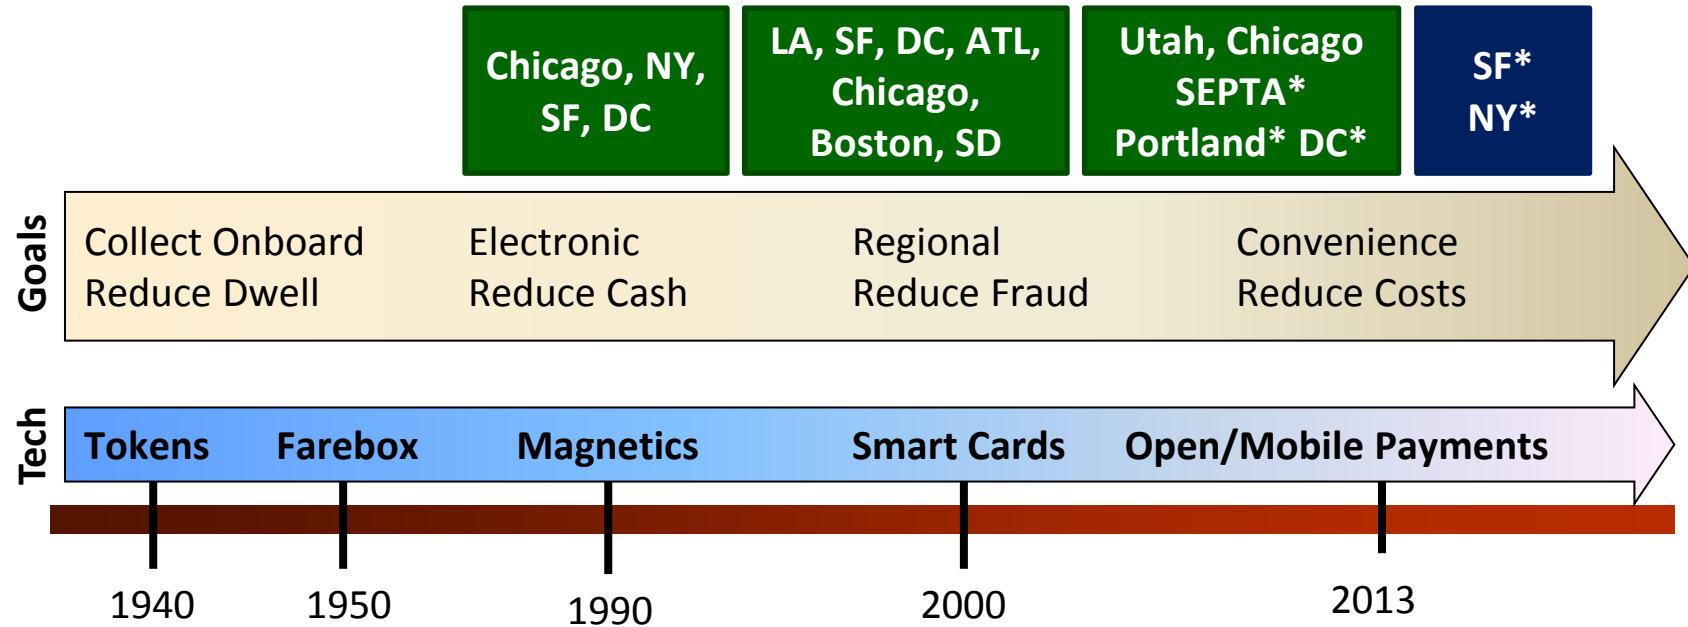 Chicago, NY,
SF, DC
LA, SF, DC, ATL,
Chicago,
Boston, SD
Utah, Chicago
SEPTA*
Portland* DC*
SF*
NY*
Goals
Collect Onboard
Reduce Dwell
Electronic
Reduce Cash
Regional
Reduce Fraud
Convenience
Reduce Costs
Tech
Tokens
Farebox
Magnetics
Smart Cards
Open/Mobile Payments
1940
1950
1990
2000
2013